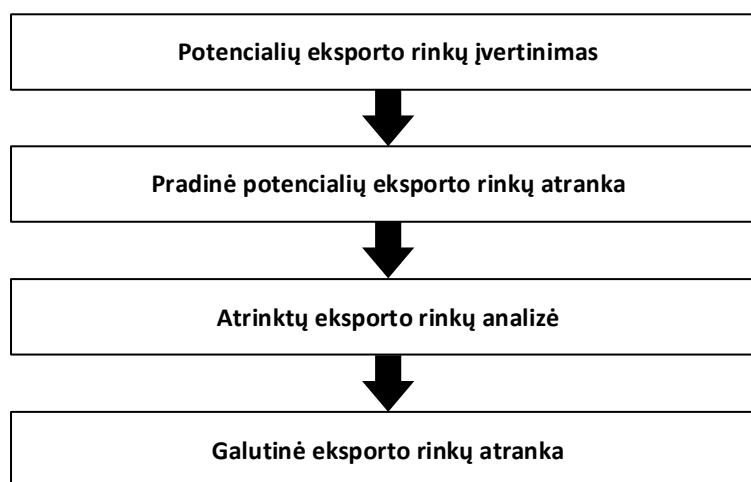 Potencialių eksporto rinkų įvertinimas
Pradinė potencialių eksporto rinkų atranka
Atrinktų eksporto rinkų analizė
Galutinė eksporto rinkų atranka